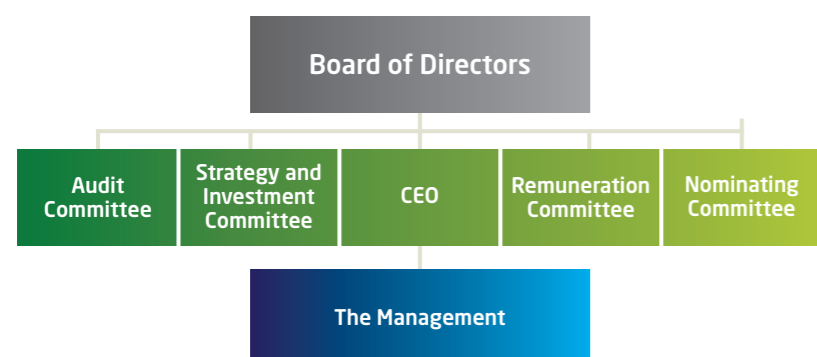 Board of Directors
Audit
Committee
Strategy and
Investment
Committee
CEO
Remuneration
Committee
Nominating
Committee
The Management